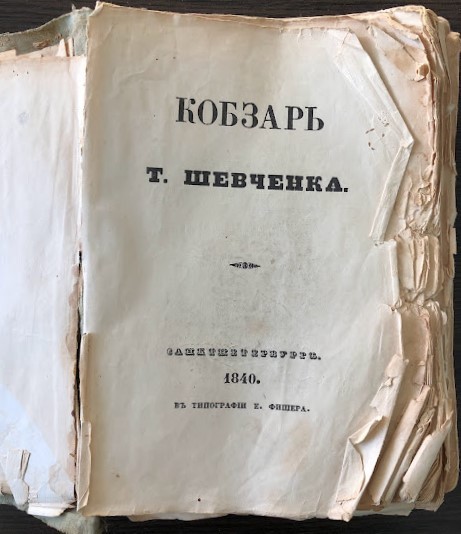 КОБЗАРЬ
Т. ШЕВЧЕНКА.
САНКТПЕТЕРБУРГЪ.
1840.
ВЪ ТИПОГРАФІИ Е. ФИШЕРА.